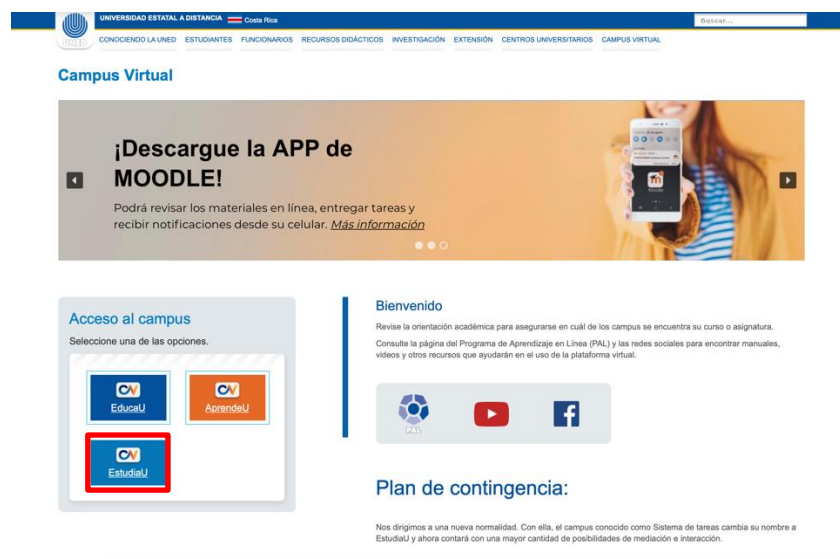 UNIVERSIDAD ESTATAL A DISTANCIA Costa Rica
Buscar...
UNED
CONOCIENDO LA UNED ESTUDIANTES FUNCIONARIOS RECURSOS DIDÁCTICOS INVESTIGACIÓN EXTENSIÓN CENTROS UNIVERSITARIOS CAMPUS VIRTUAL
Campus Virtual
¡Descargue la APP de
MOODLE!
Podrá revisar los materiales en línea, entregar tareas y
recibir notificaciones desde su celular. Más información
Moodle
Acceso al campus
Seleccione una de las opciones.
CV
EducaU
CV
AprendeU
CV
EstudiaU
Bienvenido
Revise la orientación académica para asegurarse en cuál de los campus se encuentra su curso o asignatura.
Consulte la página del Programa de Aprendizaje en Línea (PAL) y las redes sociales para encontrar manuales,
videos y otros recursos que ayudarán en el uso de la plataforma virtual.
PAL
Plan de contingencia:
Nos dirigimos a una nueva normalidad. Con ella, el campus conocido como Sistema de tareas cambia su nombre a
EstudiaU y ahora contará con una mayor cantidad de posibilidades de mediación e interacción.